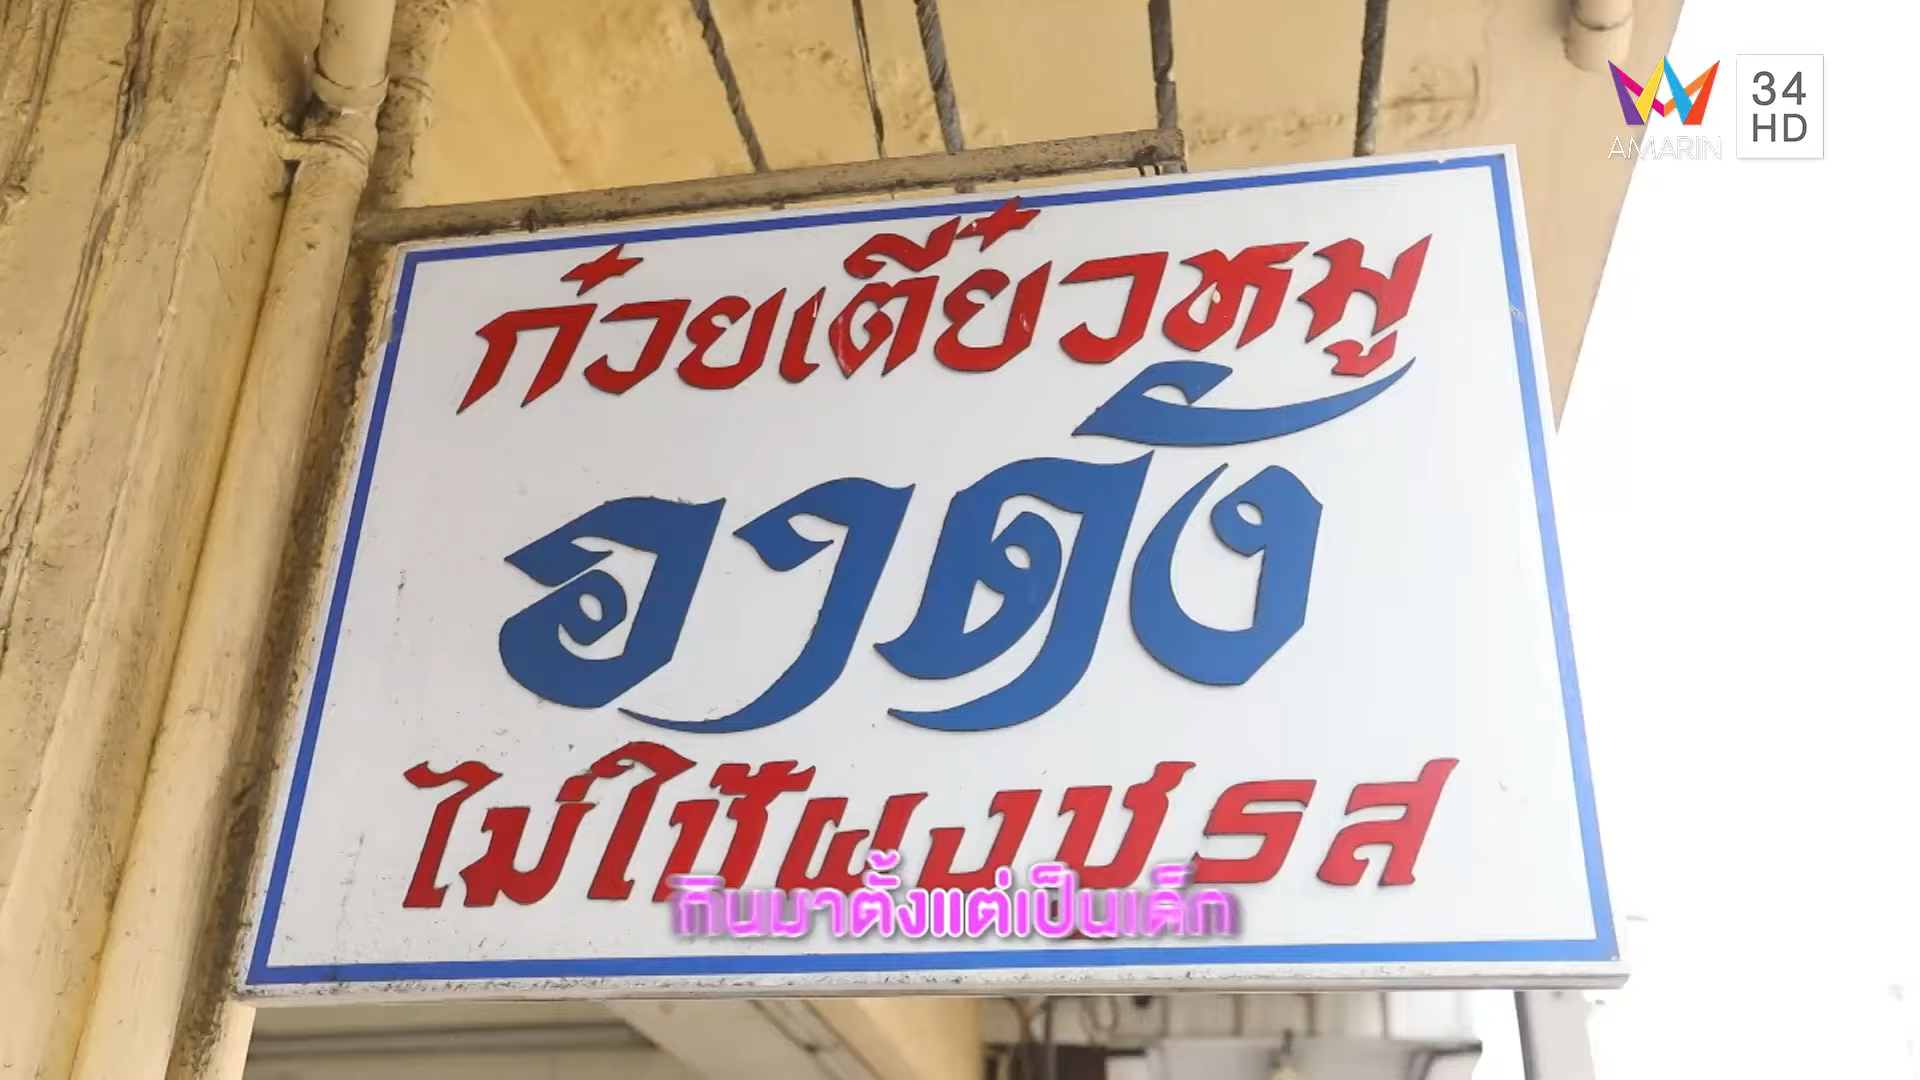 AMARIN
34
HD
ก๋วยเตี๋ยวหมู
อาดัง
ไม่ใช้ผงชูรส
กินมาตั้งแต่เป็นเด็ก